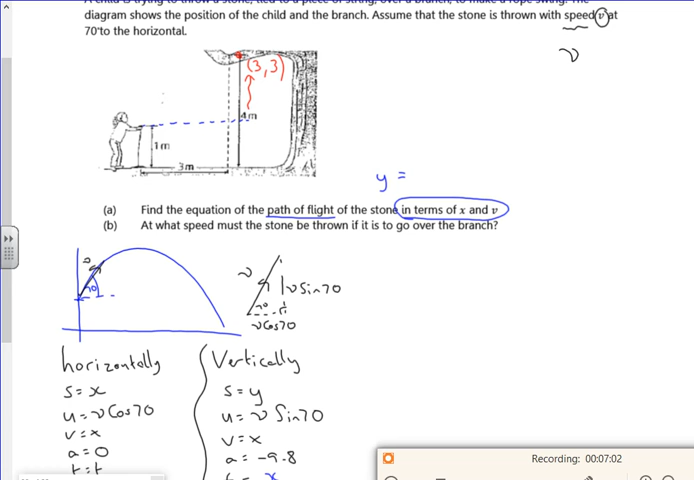 diagram shows the position of the child and the branch. Assume that the stone is thrown with speed v at
70° to the horizontal.
v
(3,3)
4m
1m
3m
y =
(a) Find the equation of the path of flight of the stone in terms of x and v
(b) At what speed must the stone be thrown if it is to go over the branch?
v
70
v
vSin70
70
vCos70
horizontally
s = x
u = vCos70
v = x
a = 0
t = t
Vertically
s = y
u = v Sin70
v = x
a = -9.8
t = x
Recording: 00:07:02